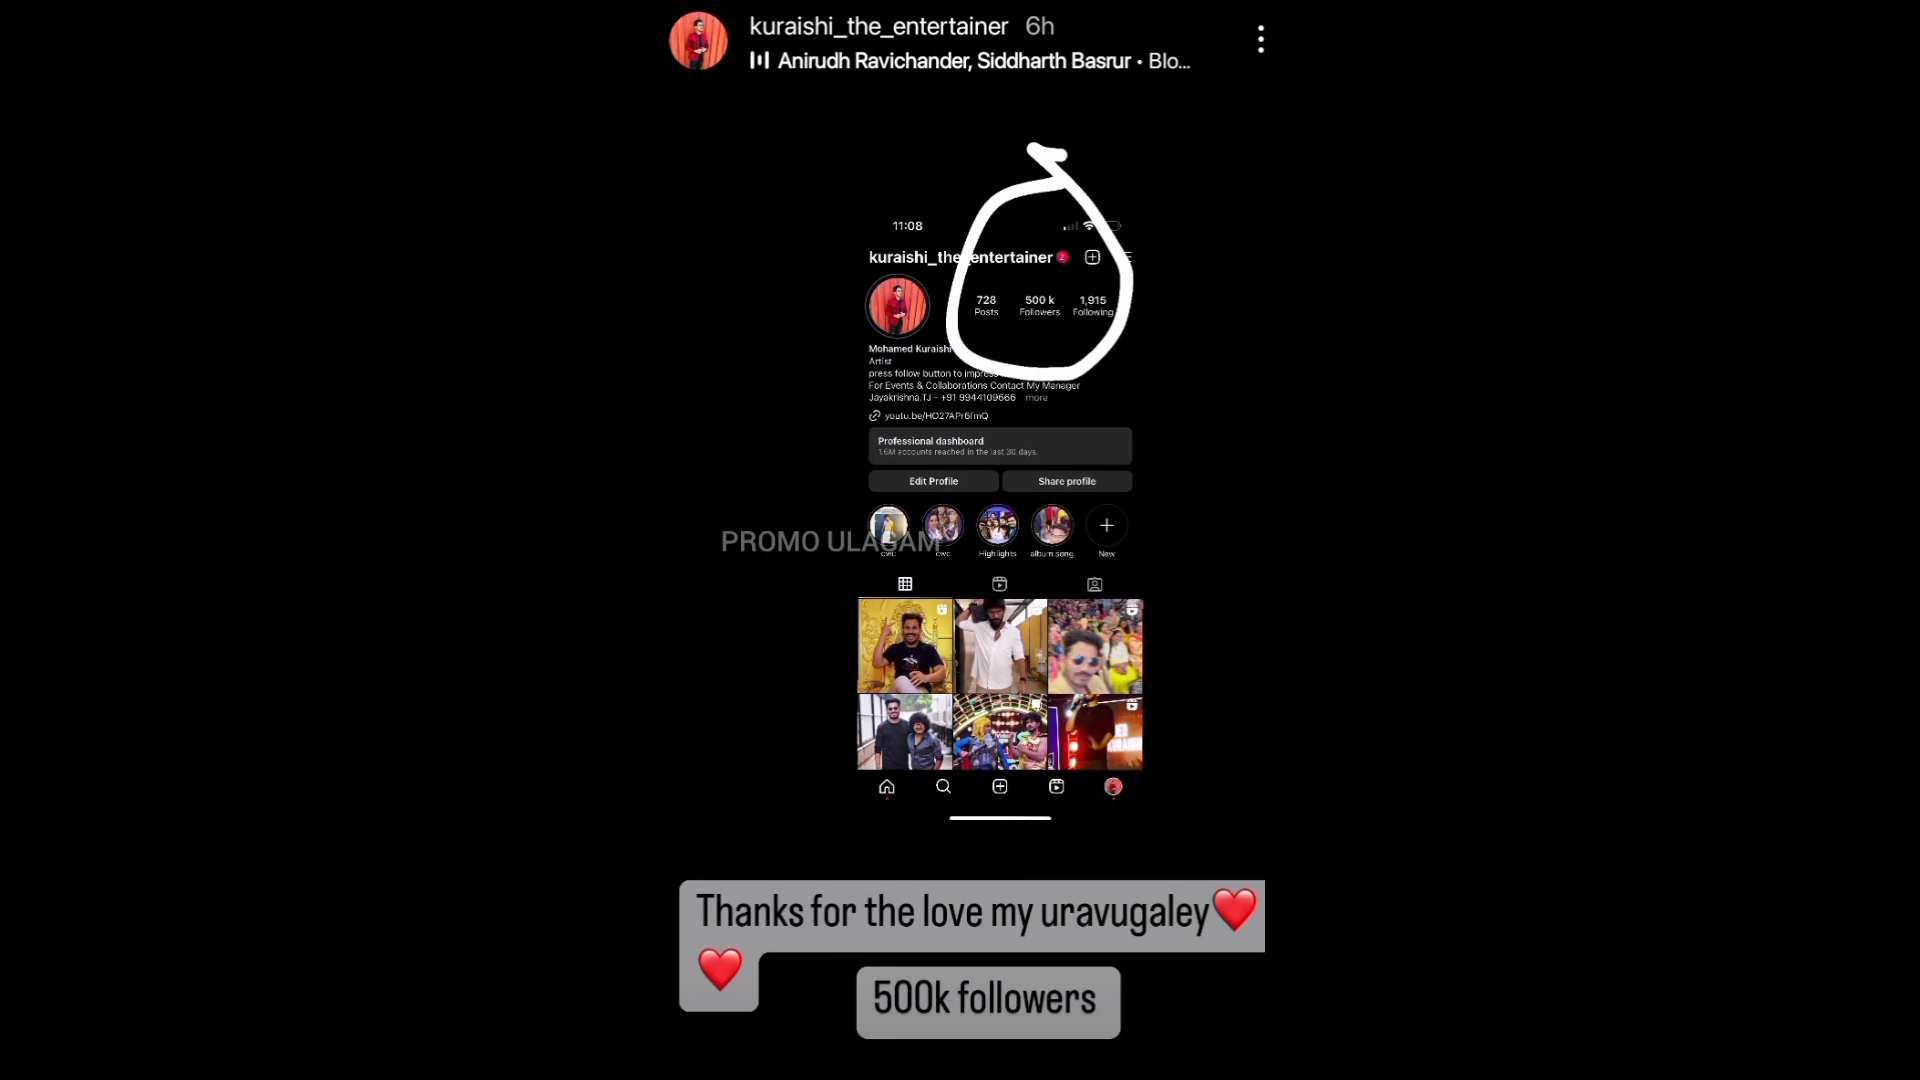 kuraishi_the_entertainer 6h
Anirudh Ravichander, Siddharth Basrur • Blo...
11:08
kuraishi_the_entertainer 2
728 500 k 1,915
Posts Followers Following
Mohamed Kuraishi
Artist
press follow button to impress
For Events & Collaborations Contact My Manager
Jayakrishna.TJ - +91 9944109666 more
youtu.be/HO27APr6fmQ
Professional dashboard
1.6M accounts reached in the last 30 days.
Edit Profile Share profile
PROMO ULAGAM
cwc cwc Highlights album song New
Thanks for the love my uravugaley❤️
❤️
500k followers